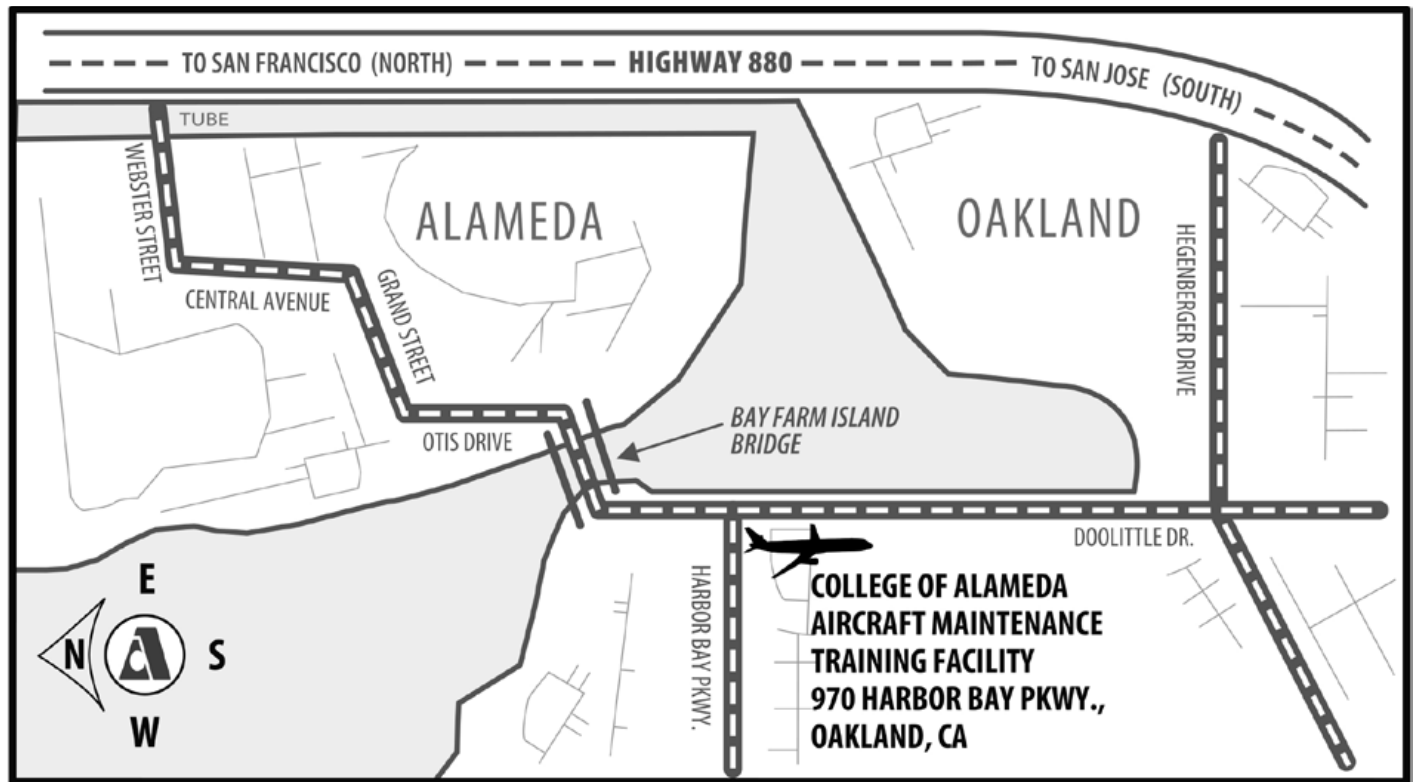 TO SAN FRANCISCO (NORTH)
HIGHWAY 880
TO SAN JOSE (SOUTH)
TUBE
WEBSTER STREET
ALAMEDA
OAKLAND
CENTRAL AVENUE
GRAND STREET
HEGENBERGER DRIVE
OTIS DRIVE
BAY FARM ISLAND
BRIDGE
DOOLITTLE DR.
HARBOR BAY PKWY.
COLLEGE OF ALAMEDA
AIRCRAFT MAINTENANCE
TRAINING FACILITY
970 HARBOR BAY PKWY.,
OAKLAND, CA
E
N
S
W